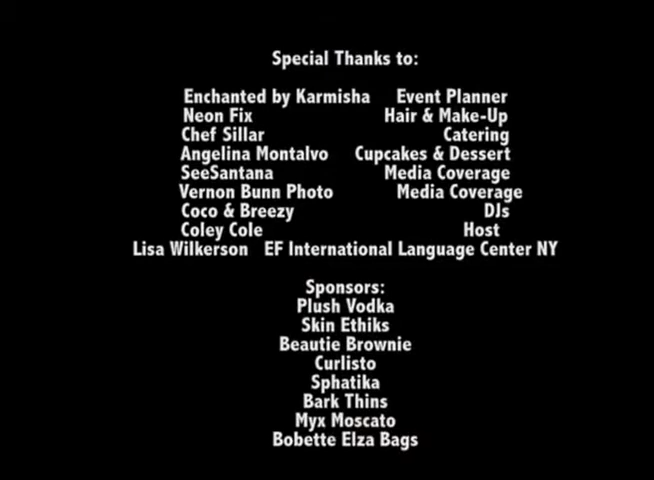 Special Thanks to:
Enchanted by Karmisha Event Planner
Neon Fix Hair & Make-Up
Chef Sillar Catering
Angelina Montalvo Cupcakes & Dessert
SeeSantana Media Coverage
Vernon Bunn Photo Media Coverage
Coco & Breezy DJs
Coley Cole Host
Lisa Wilkerson EF International Language Center NY
Sponsors:
Plush Vodka
Skin Ethiks
Beautie Brownie
Curlisto
Sphatika
Bark Thins
Myx Moscato
Bobette Elza Bags